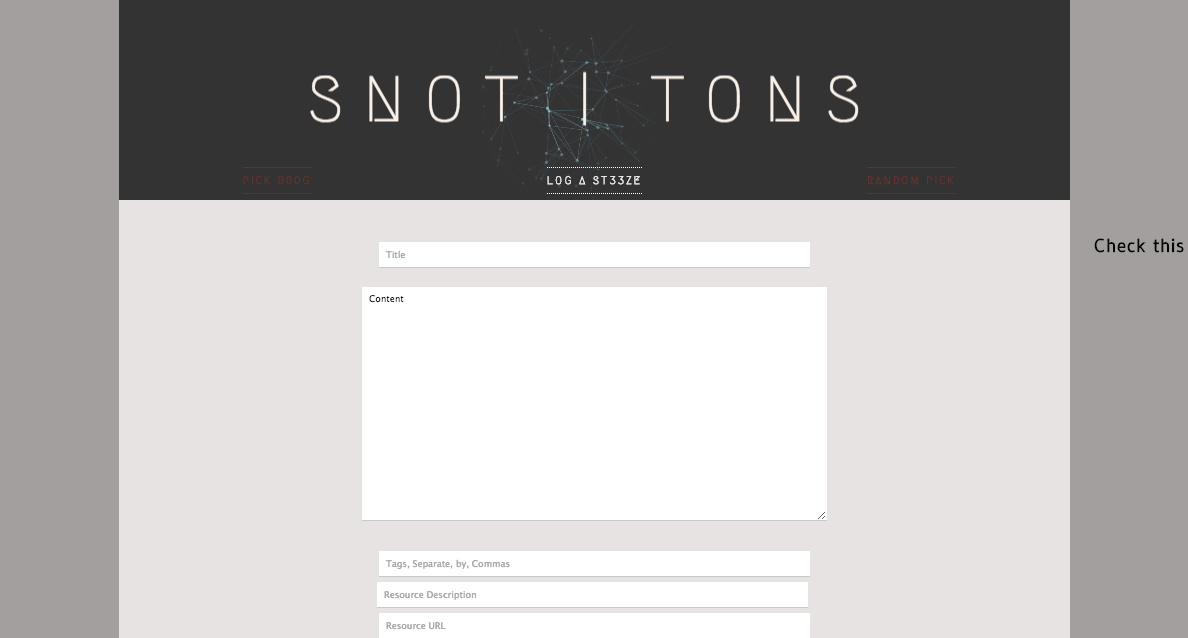 SNOT | TONS
PICK BOOG
LOG Δ ST33ZE
RANDOM PICK
Title
Check this
Content
Tags, Separate, by, Commas
Resource Description
Resource URL